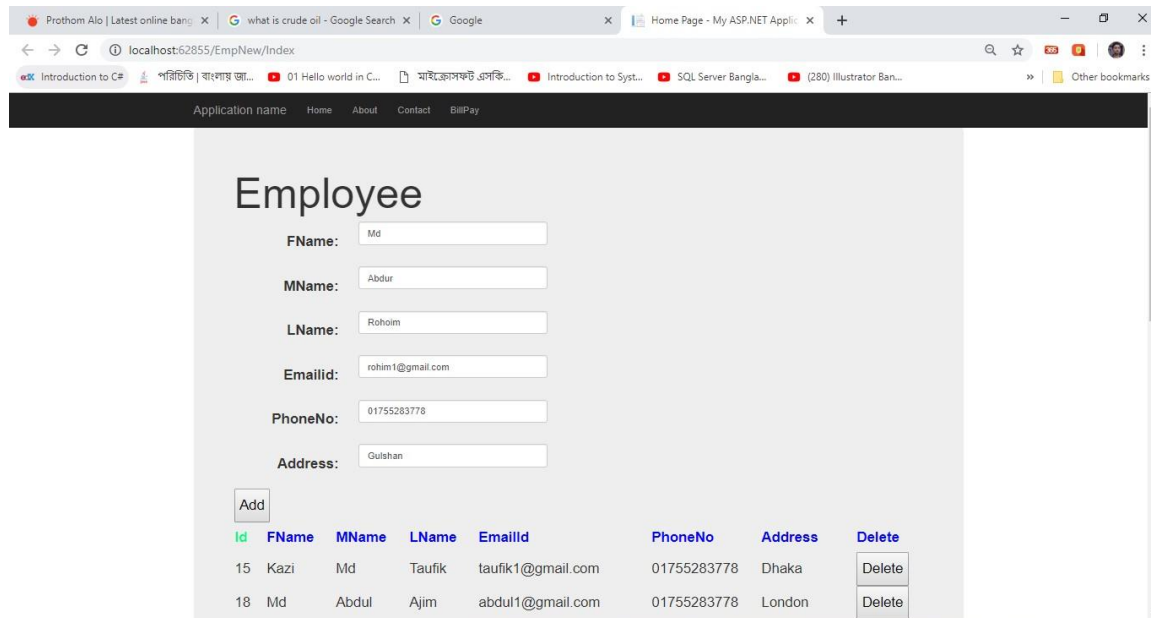 Prothom Alo | Latest online bang
what is crude oil - Google Search
Google
Home Page - My ASP.NET Applic
localhost:62855/EmpNew/Index
Introduction to C#
পরিচিতি | বাংলায় জা...
01 Hello world in C...
মাইক্রোসফট এসকি...
Introduction to Syst...
SQL Server Bangla...
(280) Illustrator Ban...
»
Other bookmarks
Application name Home About Contact BillPay
Employee
FName: Md
MName: Abdur
LName: Rohoim
Emailid: rohim1@gmail.com
PhoneNo: 01755283778
Address: Gulshan
Add
Id FName MName LName EmailId PhoneNo Address Delete
15 Kazi Md Taufik taufik1@gmail.com 01755283778 Dhaka Delete
18 Md Abdul Ajim abdul1@gmail.com 01755283778 London Delete